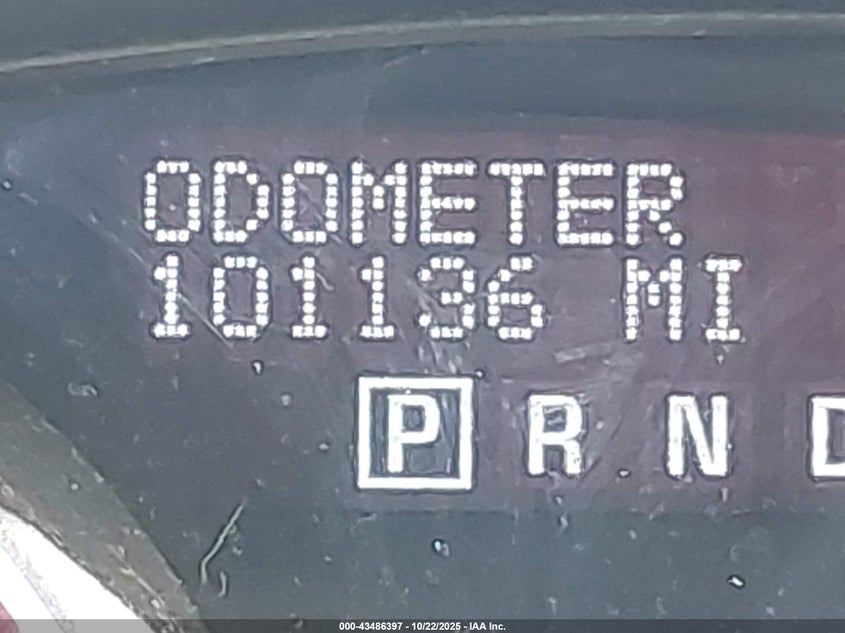 ODOMETER
101136 MI
P R N D
000-43486397 - 10/22/2025 - IAA Inc.